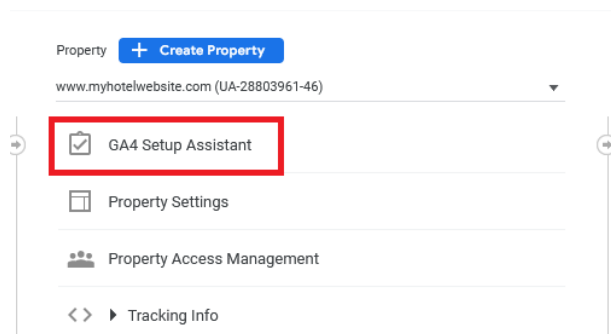 Property + Create Property
www.myhotelwebsite.com (UA-28803961-46)
GA4 Setup Assistant
Property Settings
Property Access Management
Tracking Info